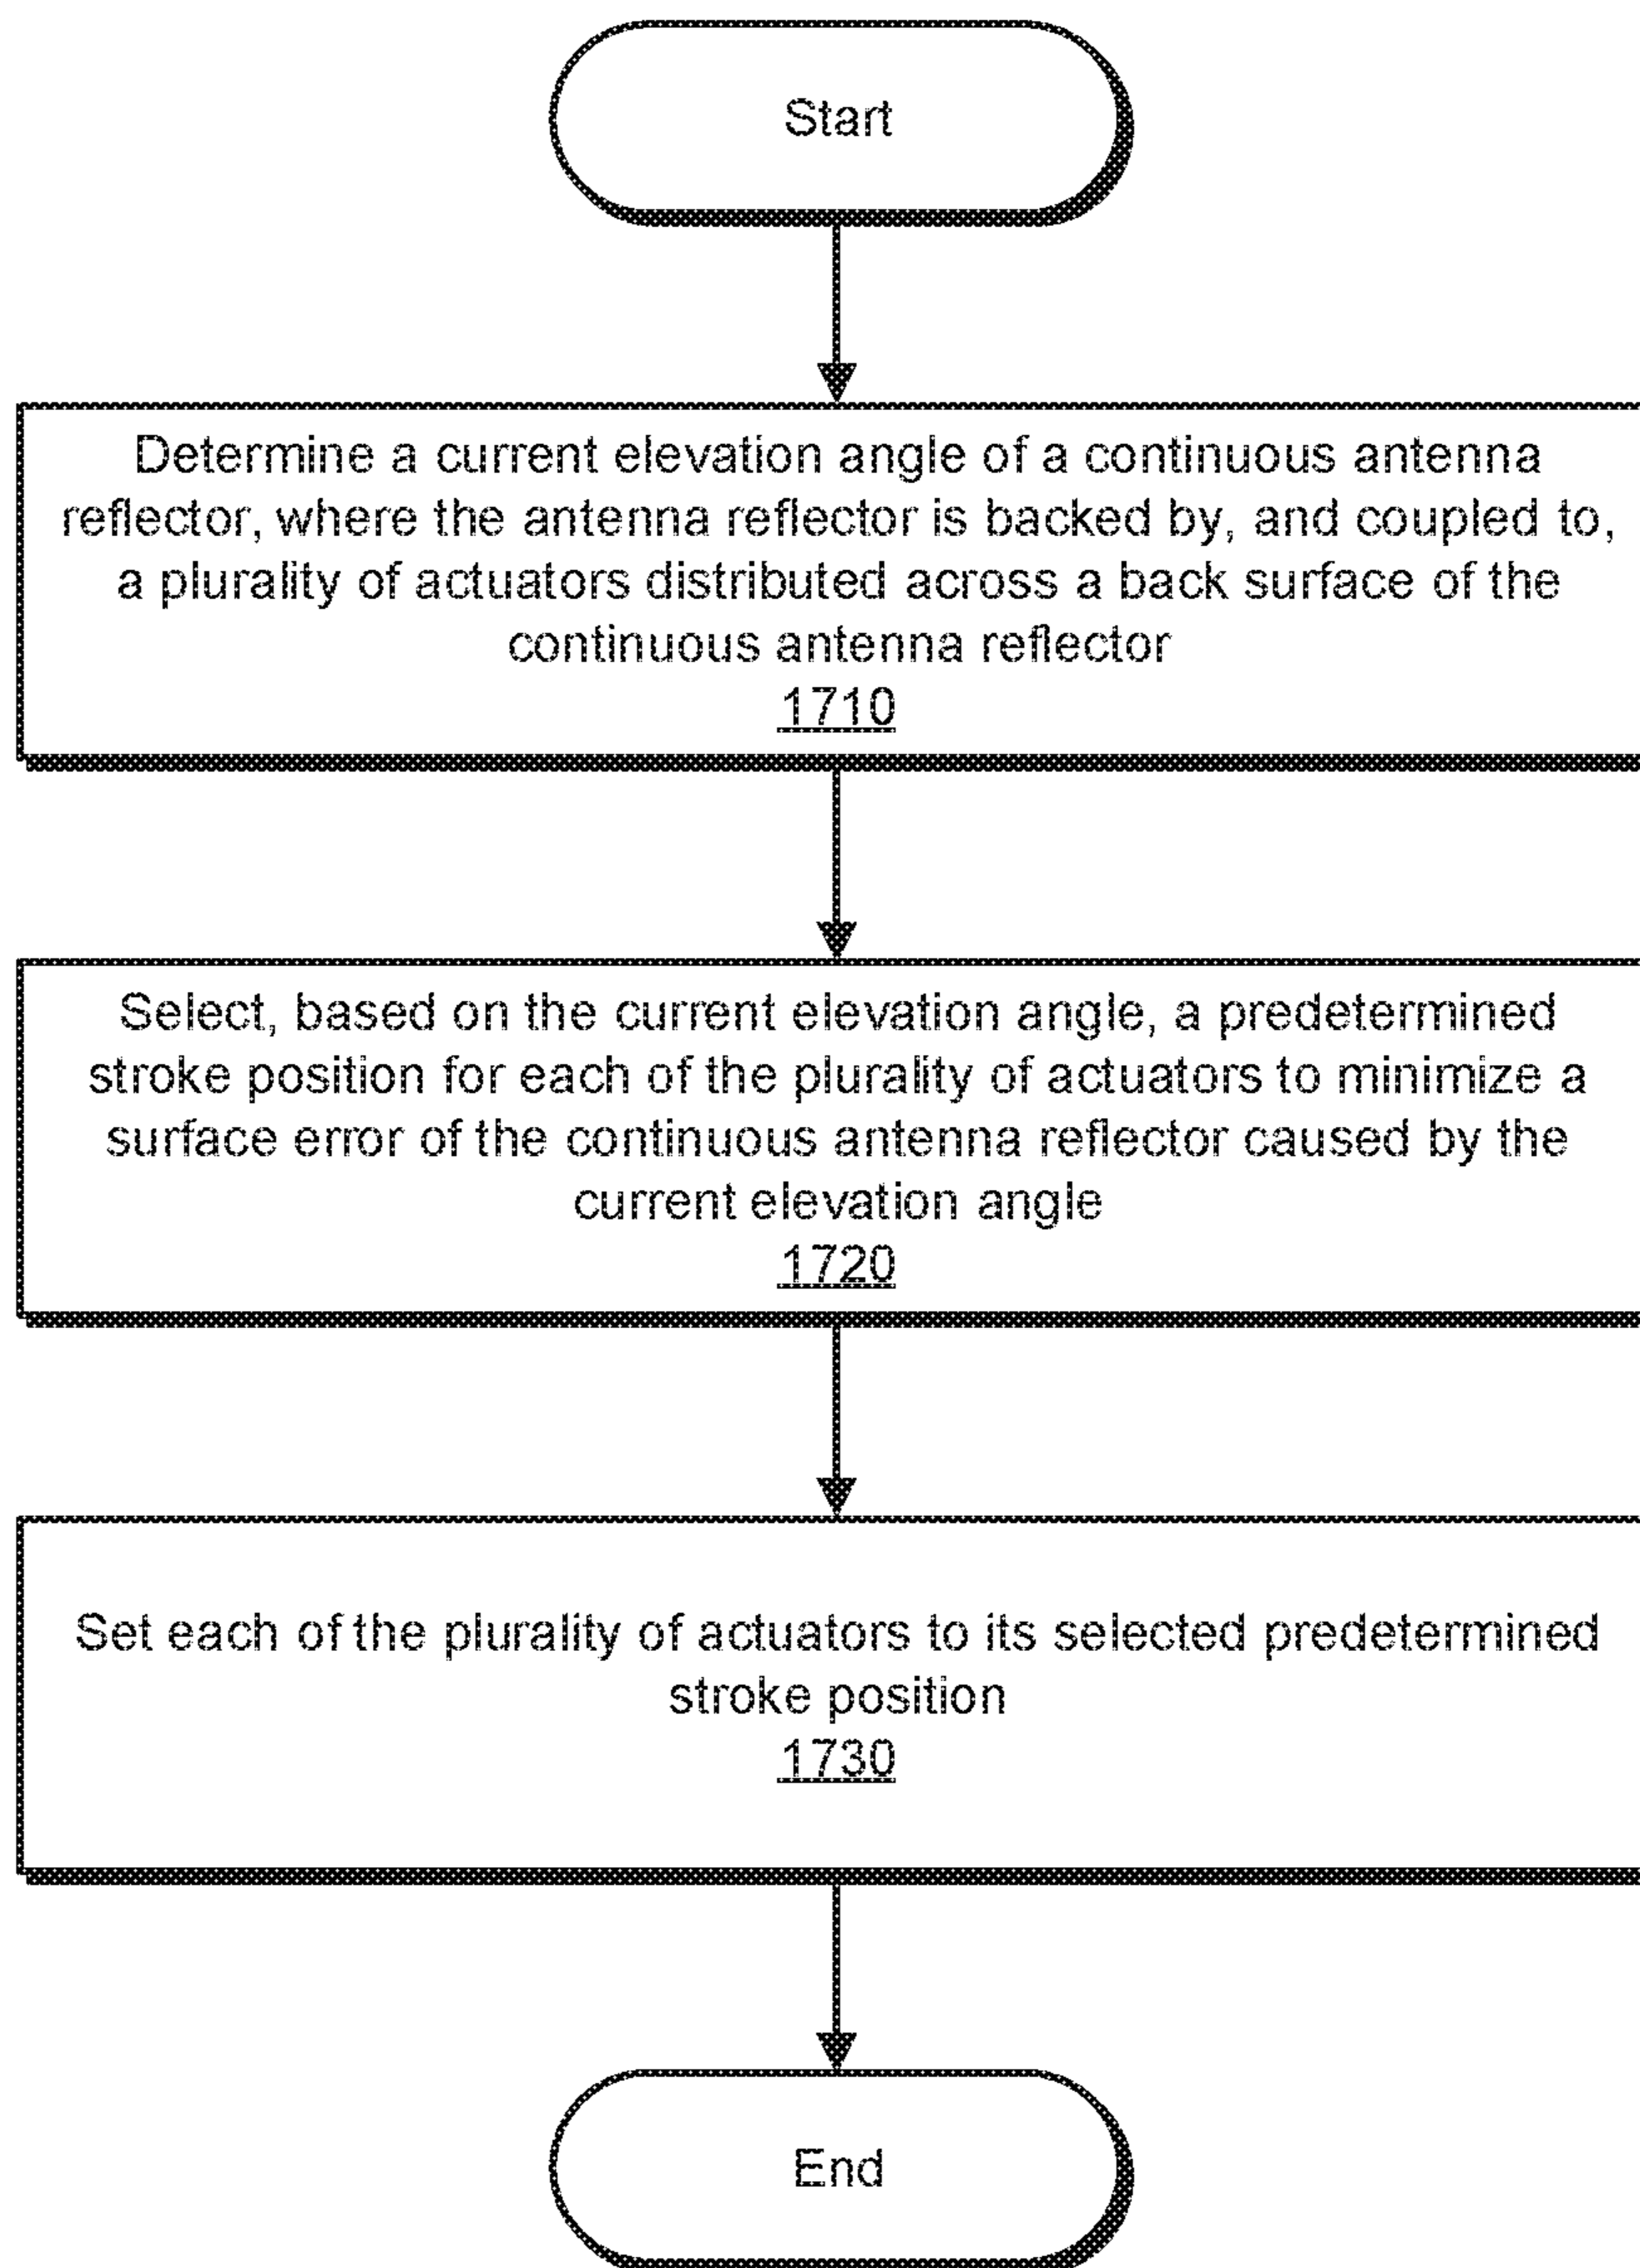 Start
Determine a current elevation angle of a continuous antenna
reflector, where the antenna reflector is backed by, and coupled to,
a plurality of actuators distributed across a back surface of the
continuous antenna reflector
1710
Select, based on the current elevation angle, a predetermined
stroke position for each of the plurality of actuators to minimize a
surface error of the continuous antenna reflector caused by the
current elevation angle
1720
Set each of the plurality of actuators to its selected predetermined
stroke position
1730
End